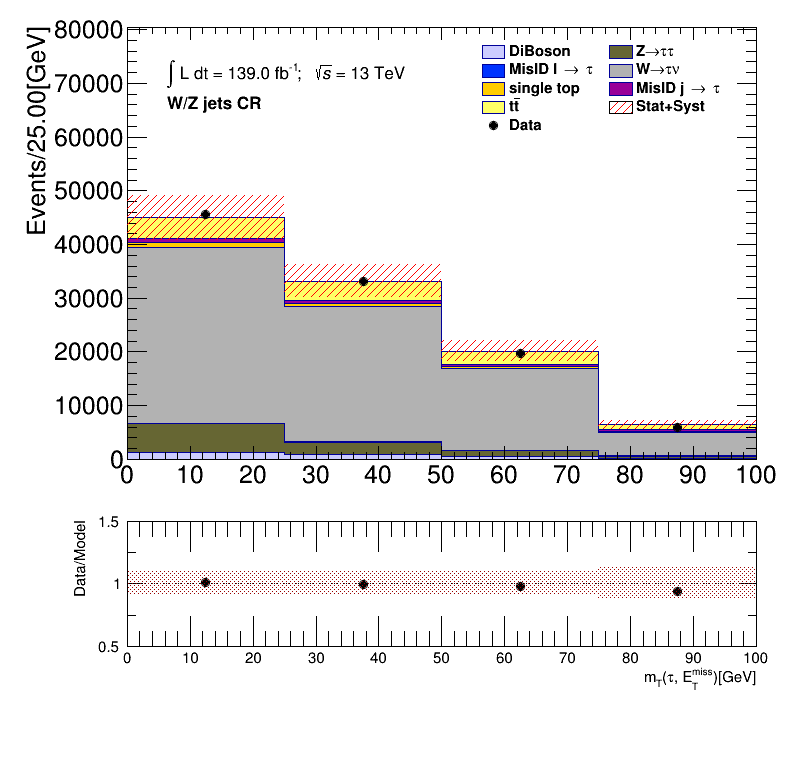 80000
70000
60000
50000
40000
30000
20000
10000
0
Events/25.00[GeV]
∫ L dt = 139.0 fb⁻¹; √s = 13 TeV
W/Z jets CR
DiBoson
MisID l → τ
single top
tt̄
Data
Z→ττ
W→τν
MisID j → τ
Stat+Syst
0 10 20 30 40 50 60 70 80 90 100
1.5
1
0.5
Data/Model
0 10 20 30 40 50 60 70 80 90 100
m_T(τ, E_T^miss)[GeV]